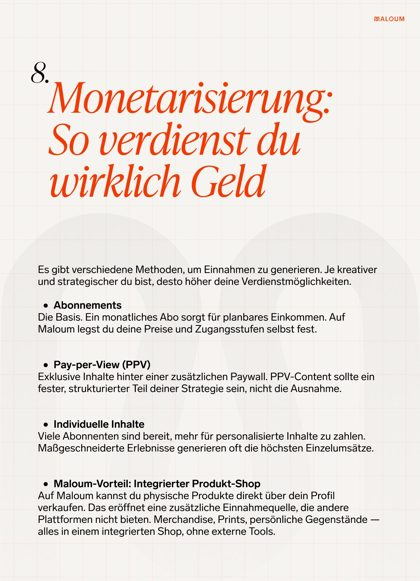 MALOUM
8.
Monetarisierung:
So verdienst du
wirklich Geld
Es gibt verschiedene Methoden, um Einnahmen zu generieren. Je kreativer
und strategischer du bist, desto höher deine Verdienstmöglichkeiten.
• Abonnements
Die Basis. Ein monatliches Abo sorgt für planbares Einkommen. Auf
Maloum legst du deine Preise und Zugangsstufen selbst fest.
• Pay-per-View (PPV)
Exklusive Inhalte hinter einer zusätzlichen Paywall. PPV-Content sollte ein
fester, strukturierter Teil deiner Strategie sein, nicht die Ausnahme.
• Individuelle Inhalte
Viele Abonnenten sind bereit, mehr für personalisierte Inhalte zu zahlen.
Maßgeschneiderte Erlebnisse generieren oft die höchsten Einzelumsätze.
• Maloum-Vorteil: Integrierter Produkt-Shop
Auf Maloum kannst du physische Produkte direkt über dein Profil
verkaufen. Das eröffnet eine zusätzliche Einnahmequelle, die andere
Plattformen nicht bieten. Merchandise, Prints, persönliche Gegenstände —
alles in einem integrierten Shop, ohne externe Tools.